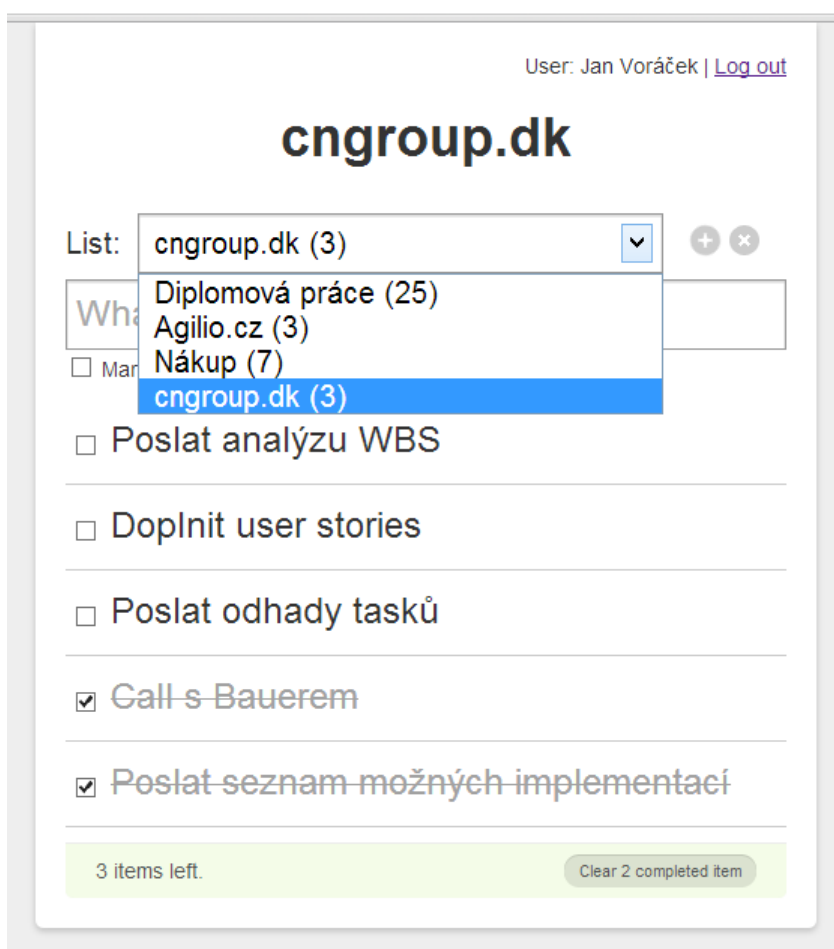 User: Jan Voráček | Log out
cngroup.dk
List: cngroup.dk (3)
Diplomová práce (25)
Agilio.cz (3)
Nákup (7)
cngroup.dk (3)
Poslat analýzu WBS
Doplnit user stories
Poslat odhady tasků
Call s Bauerem
Poslat seznam možných implementací
3 items left.
Clear 2 completed item